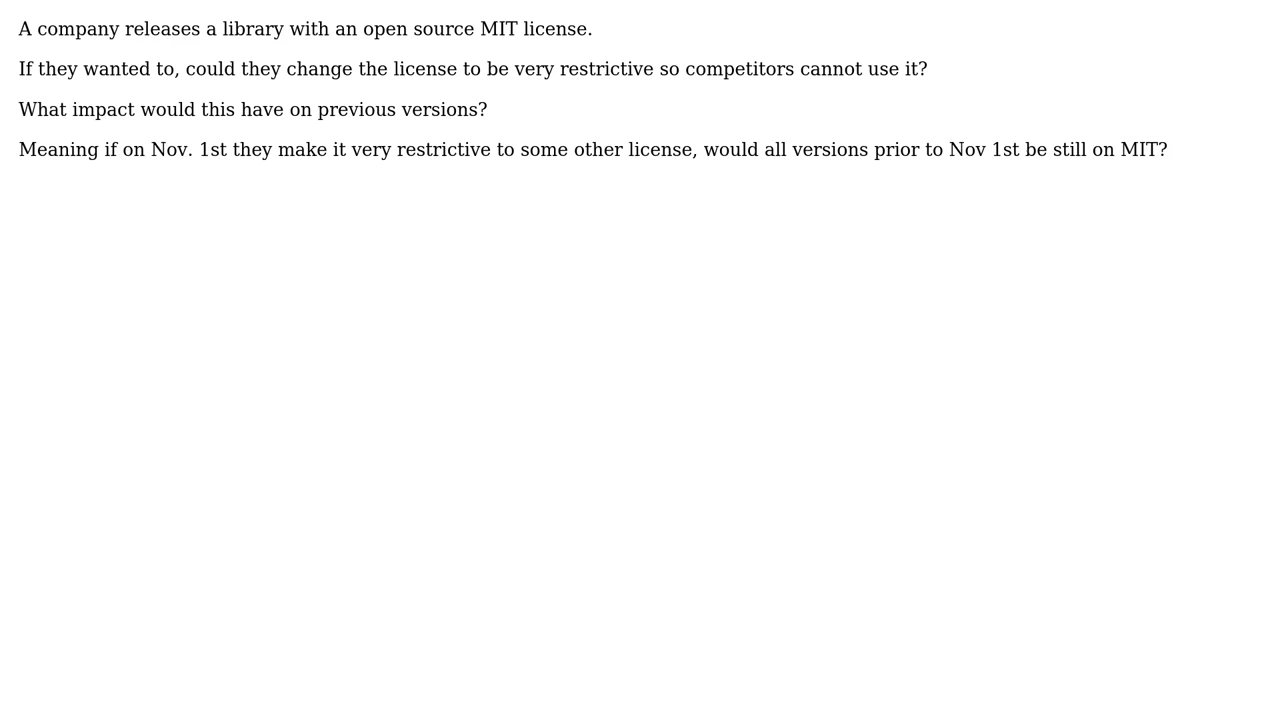 A company releases a library with an open source MIT license.
If they wanted to, could they change the license to be very restrictive so competitors cannot use it?
What impact would this have on previous versions?
Meaning if on Nov. 1st they make it very restrictive to some other license, would all versions prior to Nov 1st be still on MIT?